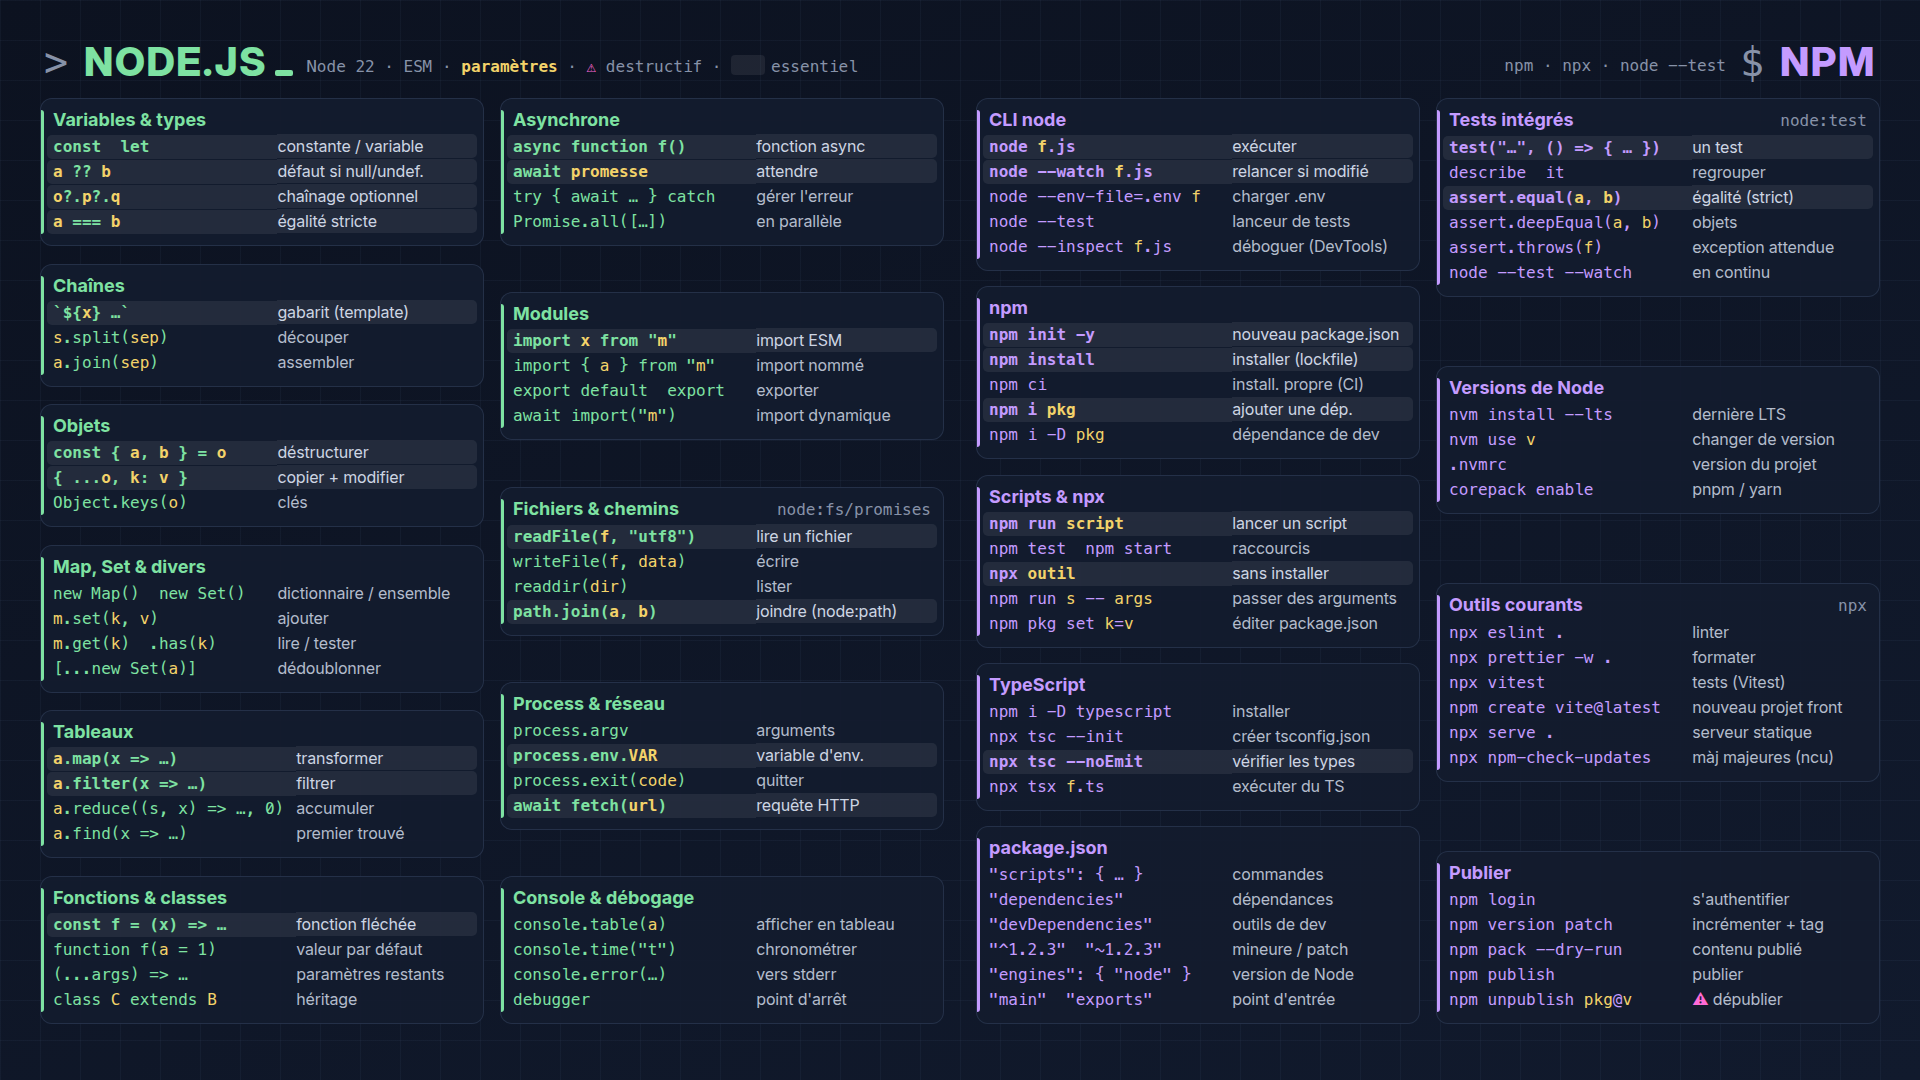 > NODE.JS_ Node 22 · ESM · paramètres · ⚠ destructif · essentiel
npm · npx · node --test $ NPM
Variables & types
const  let  constante / variable
a ?? b  défaut si null/undef.
o?.p?.q  chaînage optionnel
a === b  égalité stricte
Chaînes
`${x} …`  gabarit (template)
s.split(sep)  découper
a.join(sep)  assembler
Objets
const { a, b } = o  déstructurer
{ ...o, k: v }  copier + modifier
Object.keys(o)  clés
Map, Set & divers
new Map()  new Set()  dictionnaire / ensemble
m.set(k, v)  ajouter
m.get(k)  .has(k)  lire / tester
[...new Set(a)]  dédoublonner
Tableaux
a.map(x => …)  transformer
a.filter(x => …)  filtrer
a.reduce((s, x) => …, 0)  accumuler
a.find(x => …)  premier trouvé
Fonctions & classes
const f = (x) => …  fonction fléchée
function f(a = 1)  valeur par défaut
(...args) => …  paramètres restants
class C extends B  héritage
Asynchrone
async function f()  fonction async
await promesse  attendre
try { await … } catch  gérer l'erreur
Promise.all([…])  en parallèle
Modules
import x from "m"  import ESM
import { a } from "m"  import nommé
export default  export  exporter
await import("m")  import dynamique
Fichiers & chemins  node:fs/promises
readFile(f, "utf8")  lire un fichier
writeFile(f, data)  écrire
readdir(dir)  lister
path.join(a, b)  joindre (node:path)
Process & réseau
process.argv  arguments
process.env.VAR  variable d'env.
process.exit(code)  quitter
await fetch(url)  requête HTTP
Console & débogage
console.table(a)  afficher en tableau
console.time("t")  chronométrer
console.error(…)  vers stderr
debugger  point d'arrêt
CLI node
node f.js  exécuter
node --watch f.js  relancer si modifié
node --env-file=.env f  charger .env
node --test  lanceur de tests
node --inspect f.js  déboguer (DevTools)
npm
npm init -y  nouveau package.json
npm install  installer (lockfile)
npm ci  install. propre (CI)
npm i pkg  ajouter une dép.
npm i -D pkg  dépendance de dev
Scripts & npx
npm run script  lancer un script
npm test  npm start  raccourcis
npx outil  sans installer
npm run s -- args  passer des arguments
npm pkg set k=v  éditer package.json
TypeScript
npm i -D typescript  installer
npx tsc --init  créer tsconfig.json
npx tsc --noEmit  vérifier les types
npx tsx f.ts  exécuter du TS
package.json
"scripts": { … }  commandes
"dependencies"  dépendances
"devDependencies"  outils de dev
"^1.2.3"  "~1.2.3"  mineure / patch
"engines": { "node" }  version de Node
"main"  "exports"  point d'entrée
Tests intégrés  node:test
test("…", () => { … })  un test
describe  it  regrouper
assert.equal(a, b)  égalité (strict)
assert.deepEqual(a, b)  objets
assert.throws(f)  exception attendue
node --test --watch  en continu
Versions de Node
nvm install --lts  dernière LTS
nvm use v  changer de version
.nvmrc  version du projet
corepack enable  pnpm / yarn
Outils courants  npx
npx eslint .  linter
npx prettier -w .  formater
npx vitest  tests (Vitest)
npm create vite@latest  nouveau projet front
npx serve .  serveur statique
npx npm-check-updates  màj majeures (ncu)
Publier
npm login  s'authentifier
npm version patch  incrémenter + tag
npm pack --dry-run  contenu publié
npm publish  publier
npm unpublish pkg@v  ⚠ dépublier